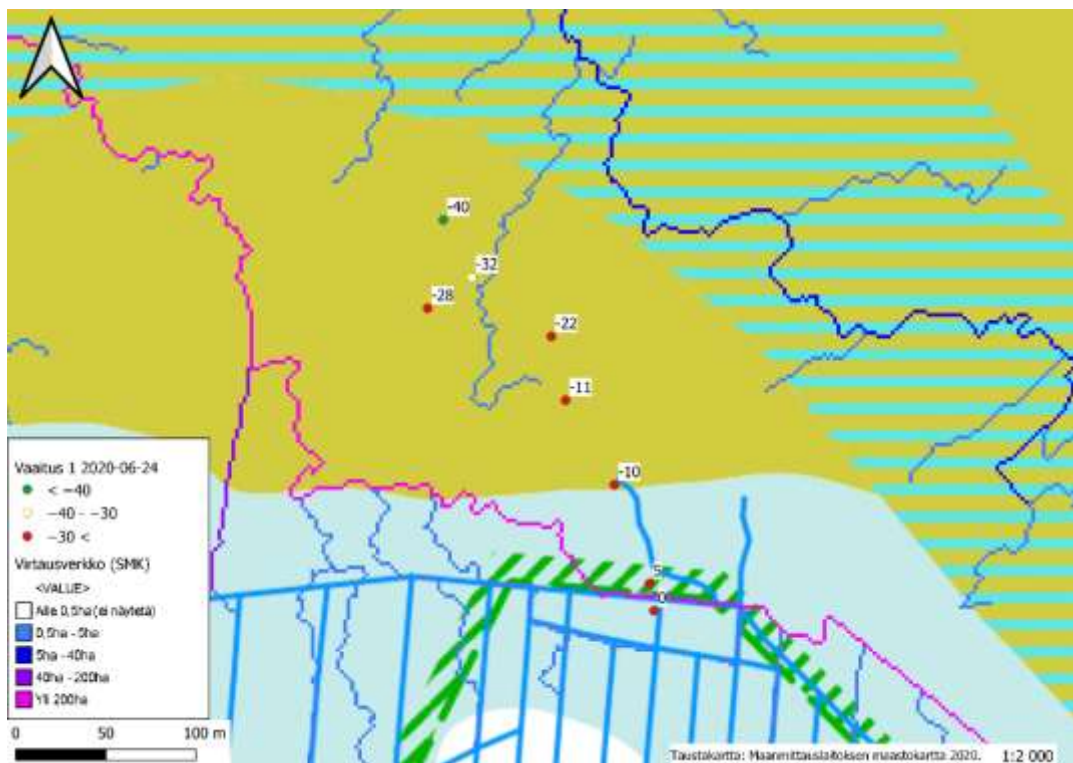 -40
-32
-28
-22
-11
-10
5
0
Vaaitus 1 2020-06-24
< −40
−40 - −30
−30 <
Virtausverkko (SMK)
<VALUE>
Alle 0,5ha (ei näytetä)
0,5ha - 5ha
5ha - 40ha
40ha - 200ha
Yli 200ha
0 50 100 m
Taustakartta: Maanmittauslaitoksen maastokartta 2020. 1:2 000